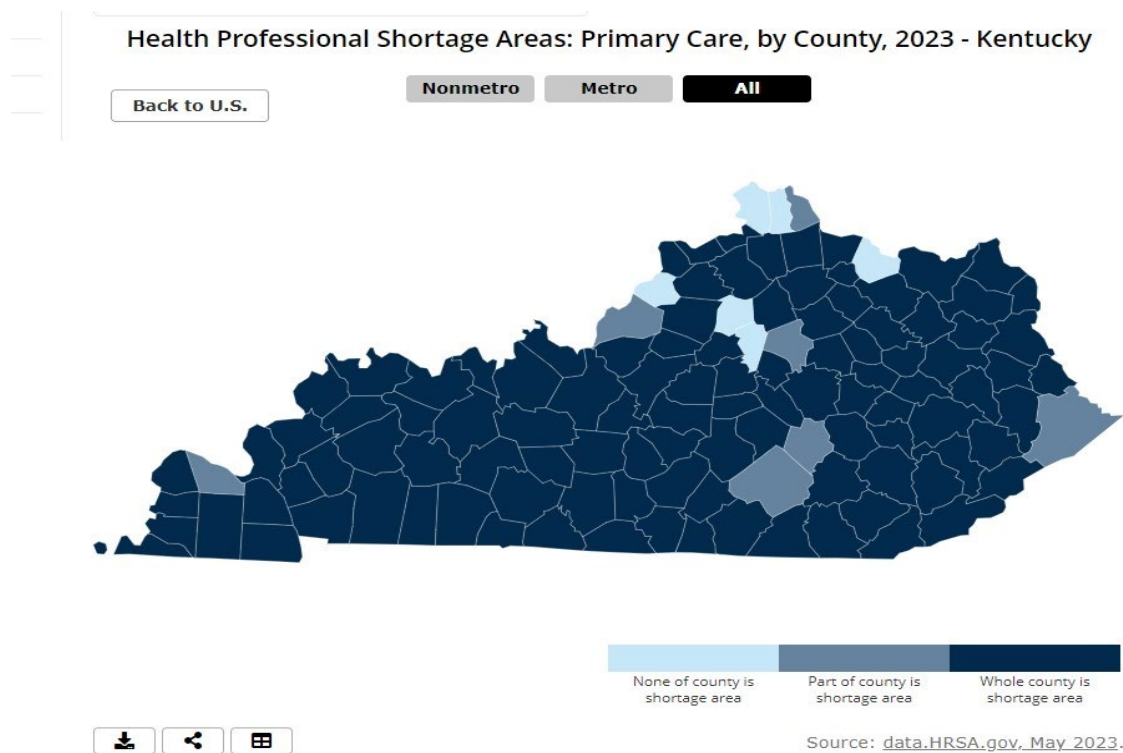 Health Professional Shortage Areas: Primary Care, by County, 2023 - Kentucky
Nonmetro Metro All
Back to U.S.
None of county is
shortage area
Part of county is
shortage area
Whole county is
shortage area
Source: data.HRSA.gov, May 2023.